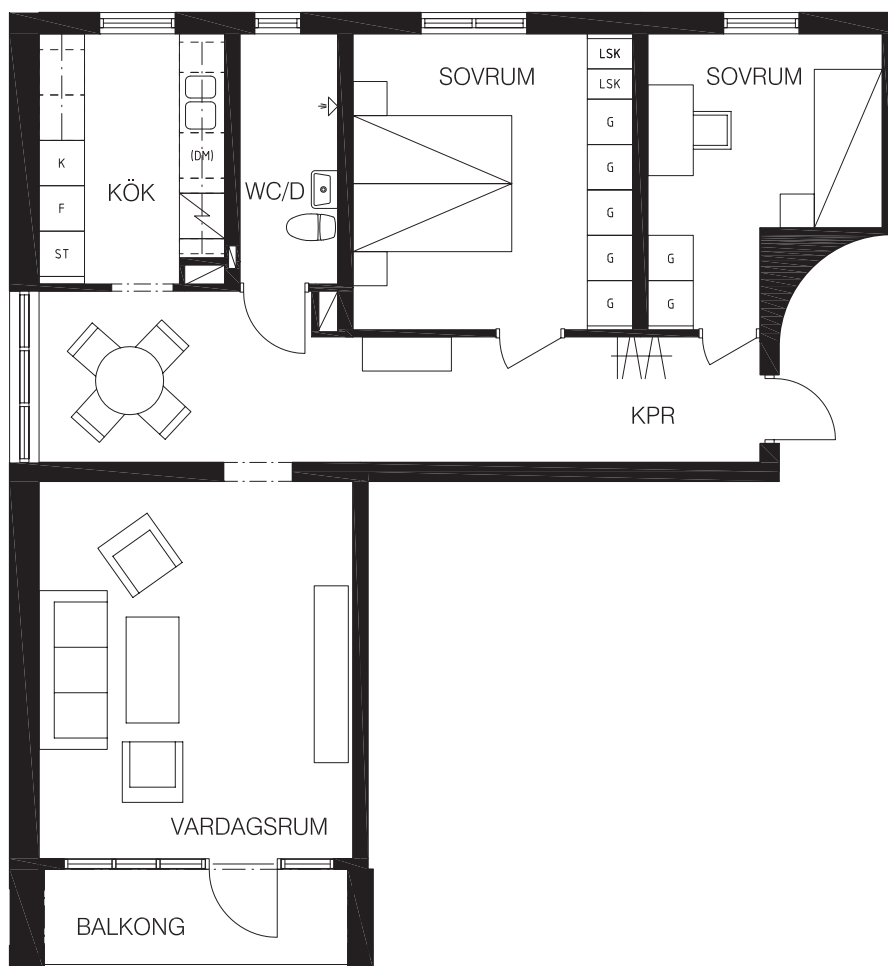 LSK
SOVRUM
SOVRUM
LSK
G
(DM)
K
G
KÖK
WC/D
F
G
ST
G
G
G
G
KPR
VARDAGSRUM
BALKONG